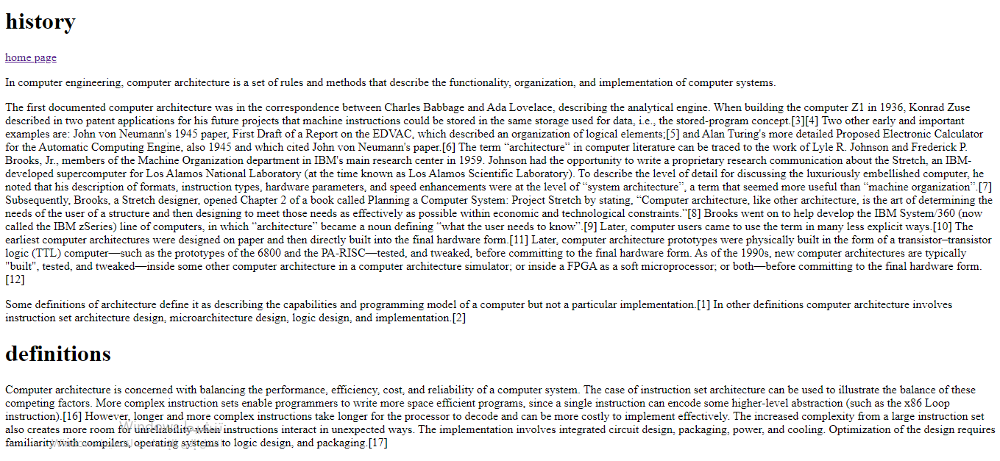 history
home page
In computer engineering, computer architecture is a set of rules and methods that describe the functionality, organization, and implementation of computer systems.
The first documented computer architecture was in the correspondence between Charles Babbage and Ada Lovelace, describing the analytical engine. When building the computer Z1 in 1936, Konrad Zuse
described in two patent applications for his future projects that machine instructions could be stored in the same storage used for data, i.e., the stored-program concept.[3][4] Two other early and important
examples are: John von Neumann's 1945 paper, First Draft of a Report on the EDVAC, which described an organization of logical elements;[5] and Alan Turing's more detailed Proposed Electronic Calculator
for the Automatic Computing Engine, also 1945 and which cited John von Neumann's paper.[6] The term “architecture” in computer literature can be traced to the work of Lyle R. Johnson and Frederick P.
Brooks, Jr., members of the Machine Organization department in IBM's main research center in 1959. Johnson had the opportunity to write a proprietary research communication about the Stretch, an IBM-
developed supercomputer for Los Alamos National Laboratory (at the time known as Los Alamos Scientific Laboratory). To describe the level of detail for discussing the luxuriously embellished computer, he
noted that his description of formats, instruction types, hardware parameters, and speed enhancements were at the level of “system architecture”, a term that seemed more useful than “machine organization”.[7]
Subsequently, Brooks, a Stretch designer, opened Chapter 2 of a book called Planning a Computer System: Project Stretch by stating, “Computer architecture, like other architecture, is the art of determining the
needs of the user of a structure and then designing to meet those needs as effectively as possible within economic and technological constraints.”[8] Brooks went on to help develop the IBM System/360 (now
called the IBM zSeries) line of computers, in which “architecture” became a noun defining “what the user needs to know”.[9] Later, computer users came to use the term in many less explicit ways.[10] The
earliest computer architectures were designed on paper and then directly built into the final hardware form.[11] Later, computer architecture prototypes were physically built in the form of a transistor–transistor
logic (TTL) computer—such as the prototypes of the 6800 and the PA-RISC—tested, and tweaked, before committing to the final hardware form. As of the 1990s, new computer architectures are typically
"built", tested, and tweaked—inside some other computer architecture in a computer architecture simulator; or inside a FPGA as a soft microprocessor; or both—before committing to the final hardware form.
[12]
Some definitions of architecture define it as describing the capabilities and programming model of a computer but not a particular implementation.[1] In other definitions computer architecture involves
instruction set architecture design, microarchitecture design, logic design, and implementation.[2]
definitions
Computer architecture is concerned with balancing the performance, efficiency, cost, and reliability of a computer system. The case of instruction set architecture can be used to illustrate the balance of these
competing factors. More complex instruction sets enable programmers to write more space efficient programs, since a single instruction can encode some higher-level abstraction (such as the x86 Loop
instruction).[16] However, longer and more complex instructions take longer for the processor to decode and can be more costly to implement effectively. The increased complexity from a large instruction set
also creates more room for unreliability when instructions interact in unexpected ways. The implementation involves integrated circuit design, packaging, power, and cooling. Optimization of the design requires
familiarity with compilers, operating systems to logic design, and packaging.[17]